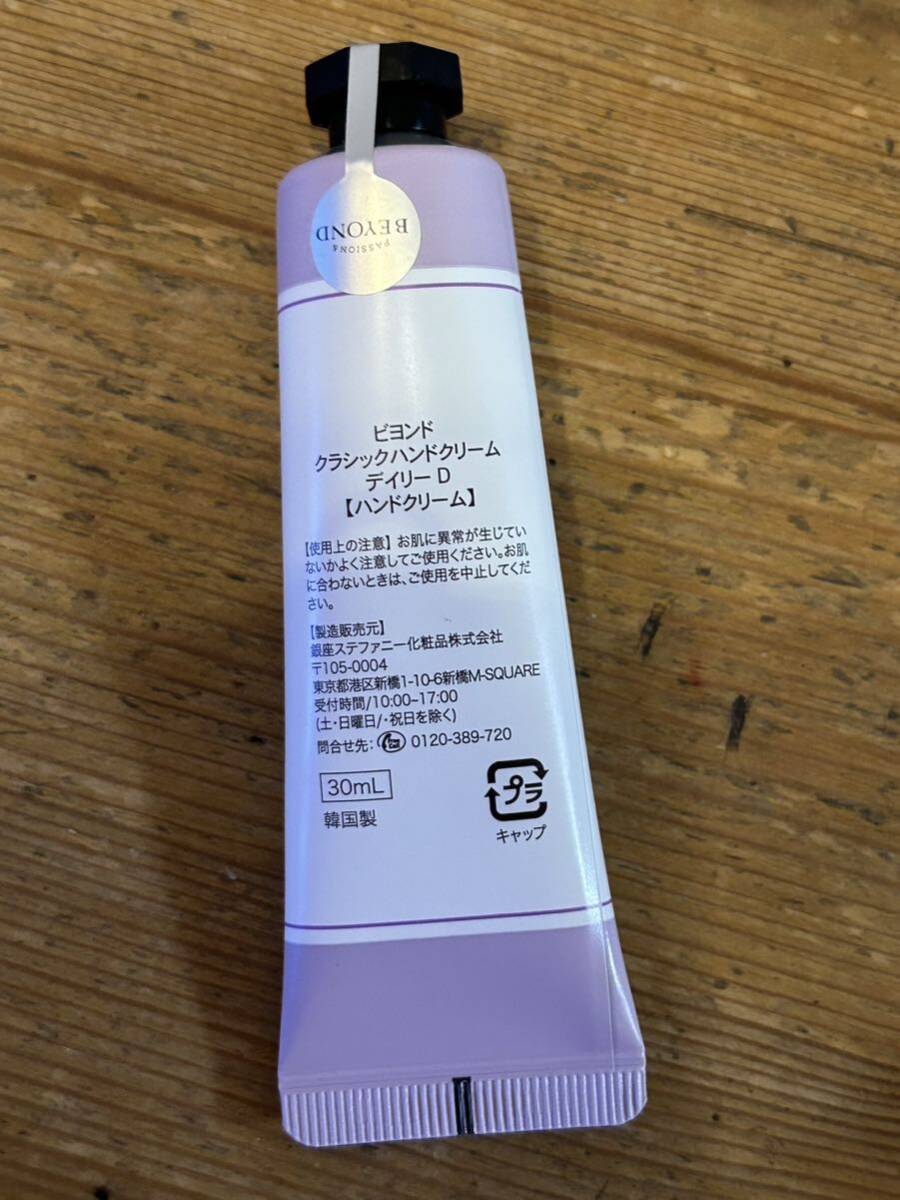 PASSION &
BEYOND
ビヨンド
クラシックハンドクリーム
デイリー D
【ハンドクリーム】
【使用上の注意】お肌に異常が生じてい
ないかよく注意してご使用ください。お肌
に合わないときは、ご使用を中止してくだ
さい。
【製造販売元】
銀座ステファニー化粧品株式会社
〒105-0004
東京都港区新橋1-10-6新橋M-SQUARE
受付時間/10:00~17:00
(土・日曜日/・祝日を除く)
問合せ先: 0120-389-720
30mL
韓国製
プラ
キャップ